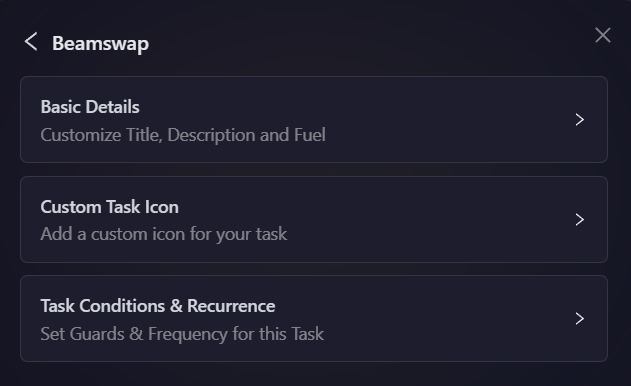 Beamswap
Basic Details
Customize Title, Description and Fuel
Custom Task Icon
Add a custom icon for your task
Task Conditions & Recurrence
Set Guards & Frequency for this Task